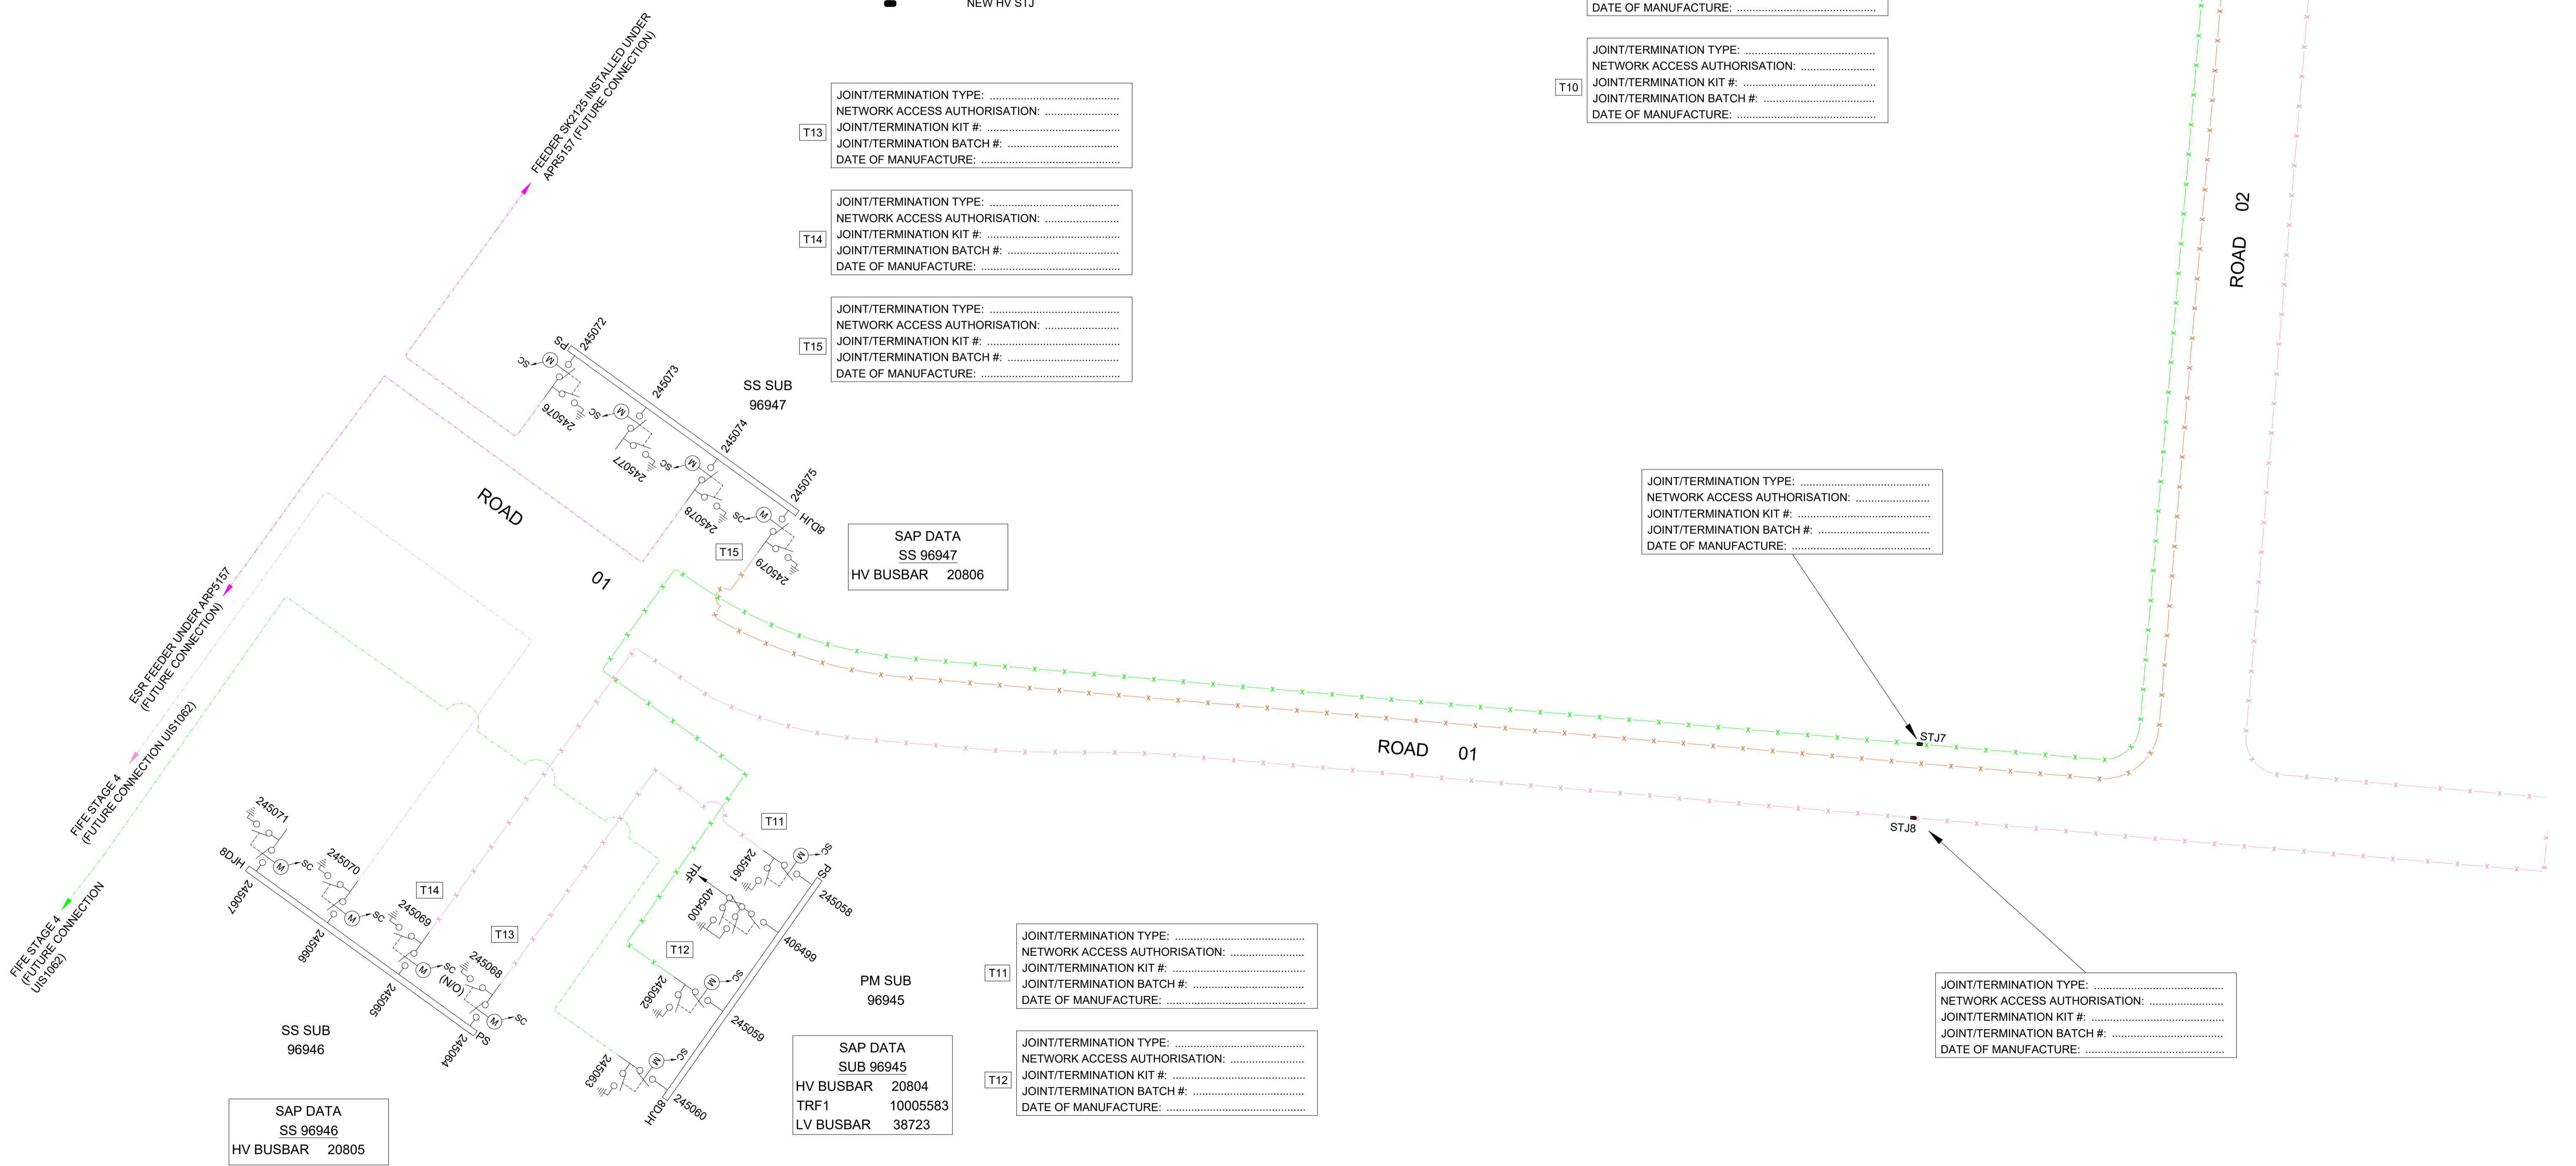 NEW HV STJ
DATE OF MANUFACTURE: ............................................
FEEDER SK2125 INSTALLED UNDER
APR5157 (FUTURE CONNECTION)
T13
JOINT/TERMINATION TYPE: .........................................
NETWORK ACCESS AUTHORISATION: ........................
JOINT/TERMINATION KIT #: ..........................................
JOINT/TERMINATION BATCH #: ...................................
DATE OF MANUFACTURE: ............................................
T10
JOINT/TERMINATION TYPE: .........................................
NETWORK ACCESS AUTHORISATION: ........................
JOINT/TERMINATION KIT #: ..........................................
JOINT/TERMINATION BATCH #: ...................................
DATE OF MANUFACTURE: ............................................
T14
JOINT/TERMINATION TYPE: .........................................
NETWORK ACCESS AUTHORISATION: ........................
JOINT/TERMINATION KIT #: ..........................................
JOINT/TERMINATION BATCH #: ...................................
DATE OF MANUFACTURE: ............................................
T15
JOINT/TERMINATION TYPE: .........................................
NETWORK ACCESS AUTHORISATION: ........................
JOINT/TERMINATION KIT #: ..........................................
JOINT/TERMINATION BATCH #: ...................................
DATE OF MANUFACTURE: ............................................
ROAD 02
PS
245072
245073
245074
245075
8DJH
SC
M
SC
M
SC
M
SC
M
245076
245077
245078
245079
SS SUB
96947
T15
SAP DATA
SS 96947
HV BUSBAR 20806
ROAD 01
JOINT/TERMINATION TYPE: .........................................
NETWORK ACCESS AUTHORISATION: ........................
JOINT/TERMINATION KIT #: ..........................................
JOINT/TERMINATION BATCH #: ...................................
DATE OF MANUFACTURE: ............................................
STJ7
ROAD 01
STJ8
ESR FEEDER UNDER ARP5157
(FUTURE CONNECTION)
FIFE STAGE 4
(FUTURE CONNECTION UIS1062)
FIFE STAGE 4
(FUTURE CONNECTION
UIS1062)
245071
245070
245069
245068
T14
T13
8DJH
M
SC
M
SC
M
SC
(N/O)
M
SC
PS
245067
245066
245065
245064
SS SUB
96946
SAP DATA
SS 96946
HV BUSBAR 20805
T11
245061
M
SC
PS
245058
TRF
405400
406499
T12
245062
M
SC
245059
245063
M
SC
8DJH
245060
PM SUB
96945
SAP DATA
SUB 96945
HV BUSBAR 20804
TRF1 10005583
LV BUSBAR 38723
T11
JOINT/TERMINATION TYPE: .........................................
NETWORK ACCESS AUTHORISATION: ........................
JOINT/TERMINATION KIT #: ..........................................
JOINT/TERMINATION BATCH #: ...................................
DATE OF MANUFACTURE: ............................................
T12
JOINT/TERMINATION TYPE: .........................................
NETWORK ACCESS AUTHORISATION: ........................
JOINT/TERMINATION KIT #: ..........................................
JOINT/TERMINATION BATCH #: ...................................
DATE OF MANUFACTURE: ............................................
JOINT/TERMINATION TYPE: .........................................
NETWORK ACCESS AUTHORISATION: ........................
JOINT/TERMINATION KIT #: ..........................................
JOINT/TERMINATION BATCH #: ...................................
DATE OF MANUFACTURE: ............................................